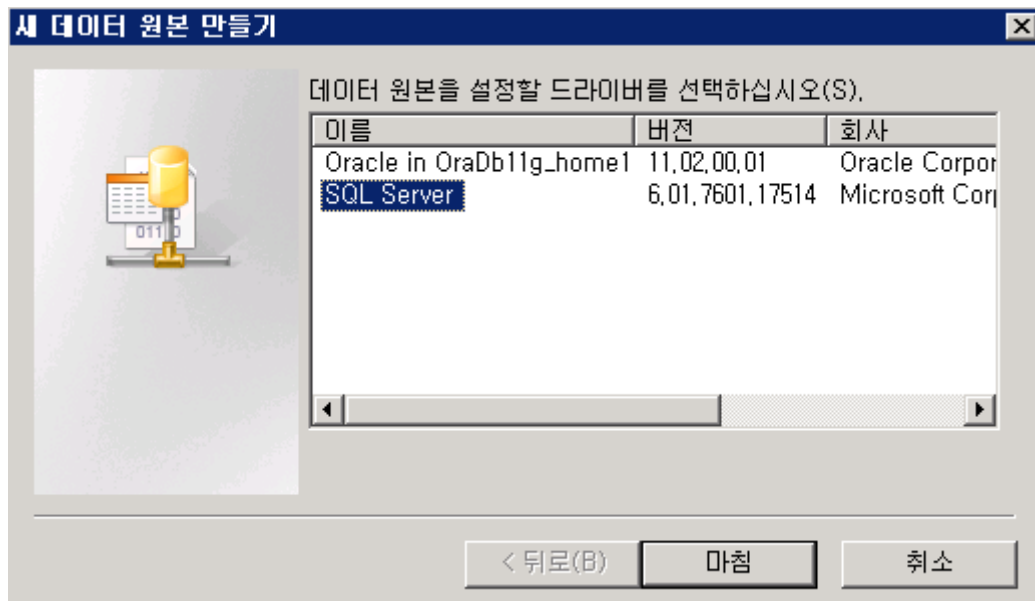 새 데이터 원본 만들기
데이터 원본을 설정할 드라이버를 선택하십시오(S).
이름 버전 회사
Oracle in OraDb11g_home1 11.02.00.01 Oracle Corpor
SQL Server 6.01.7601.17514 Microsoft Cor
< 뒤로(B) 마침 취소